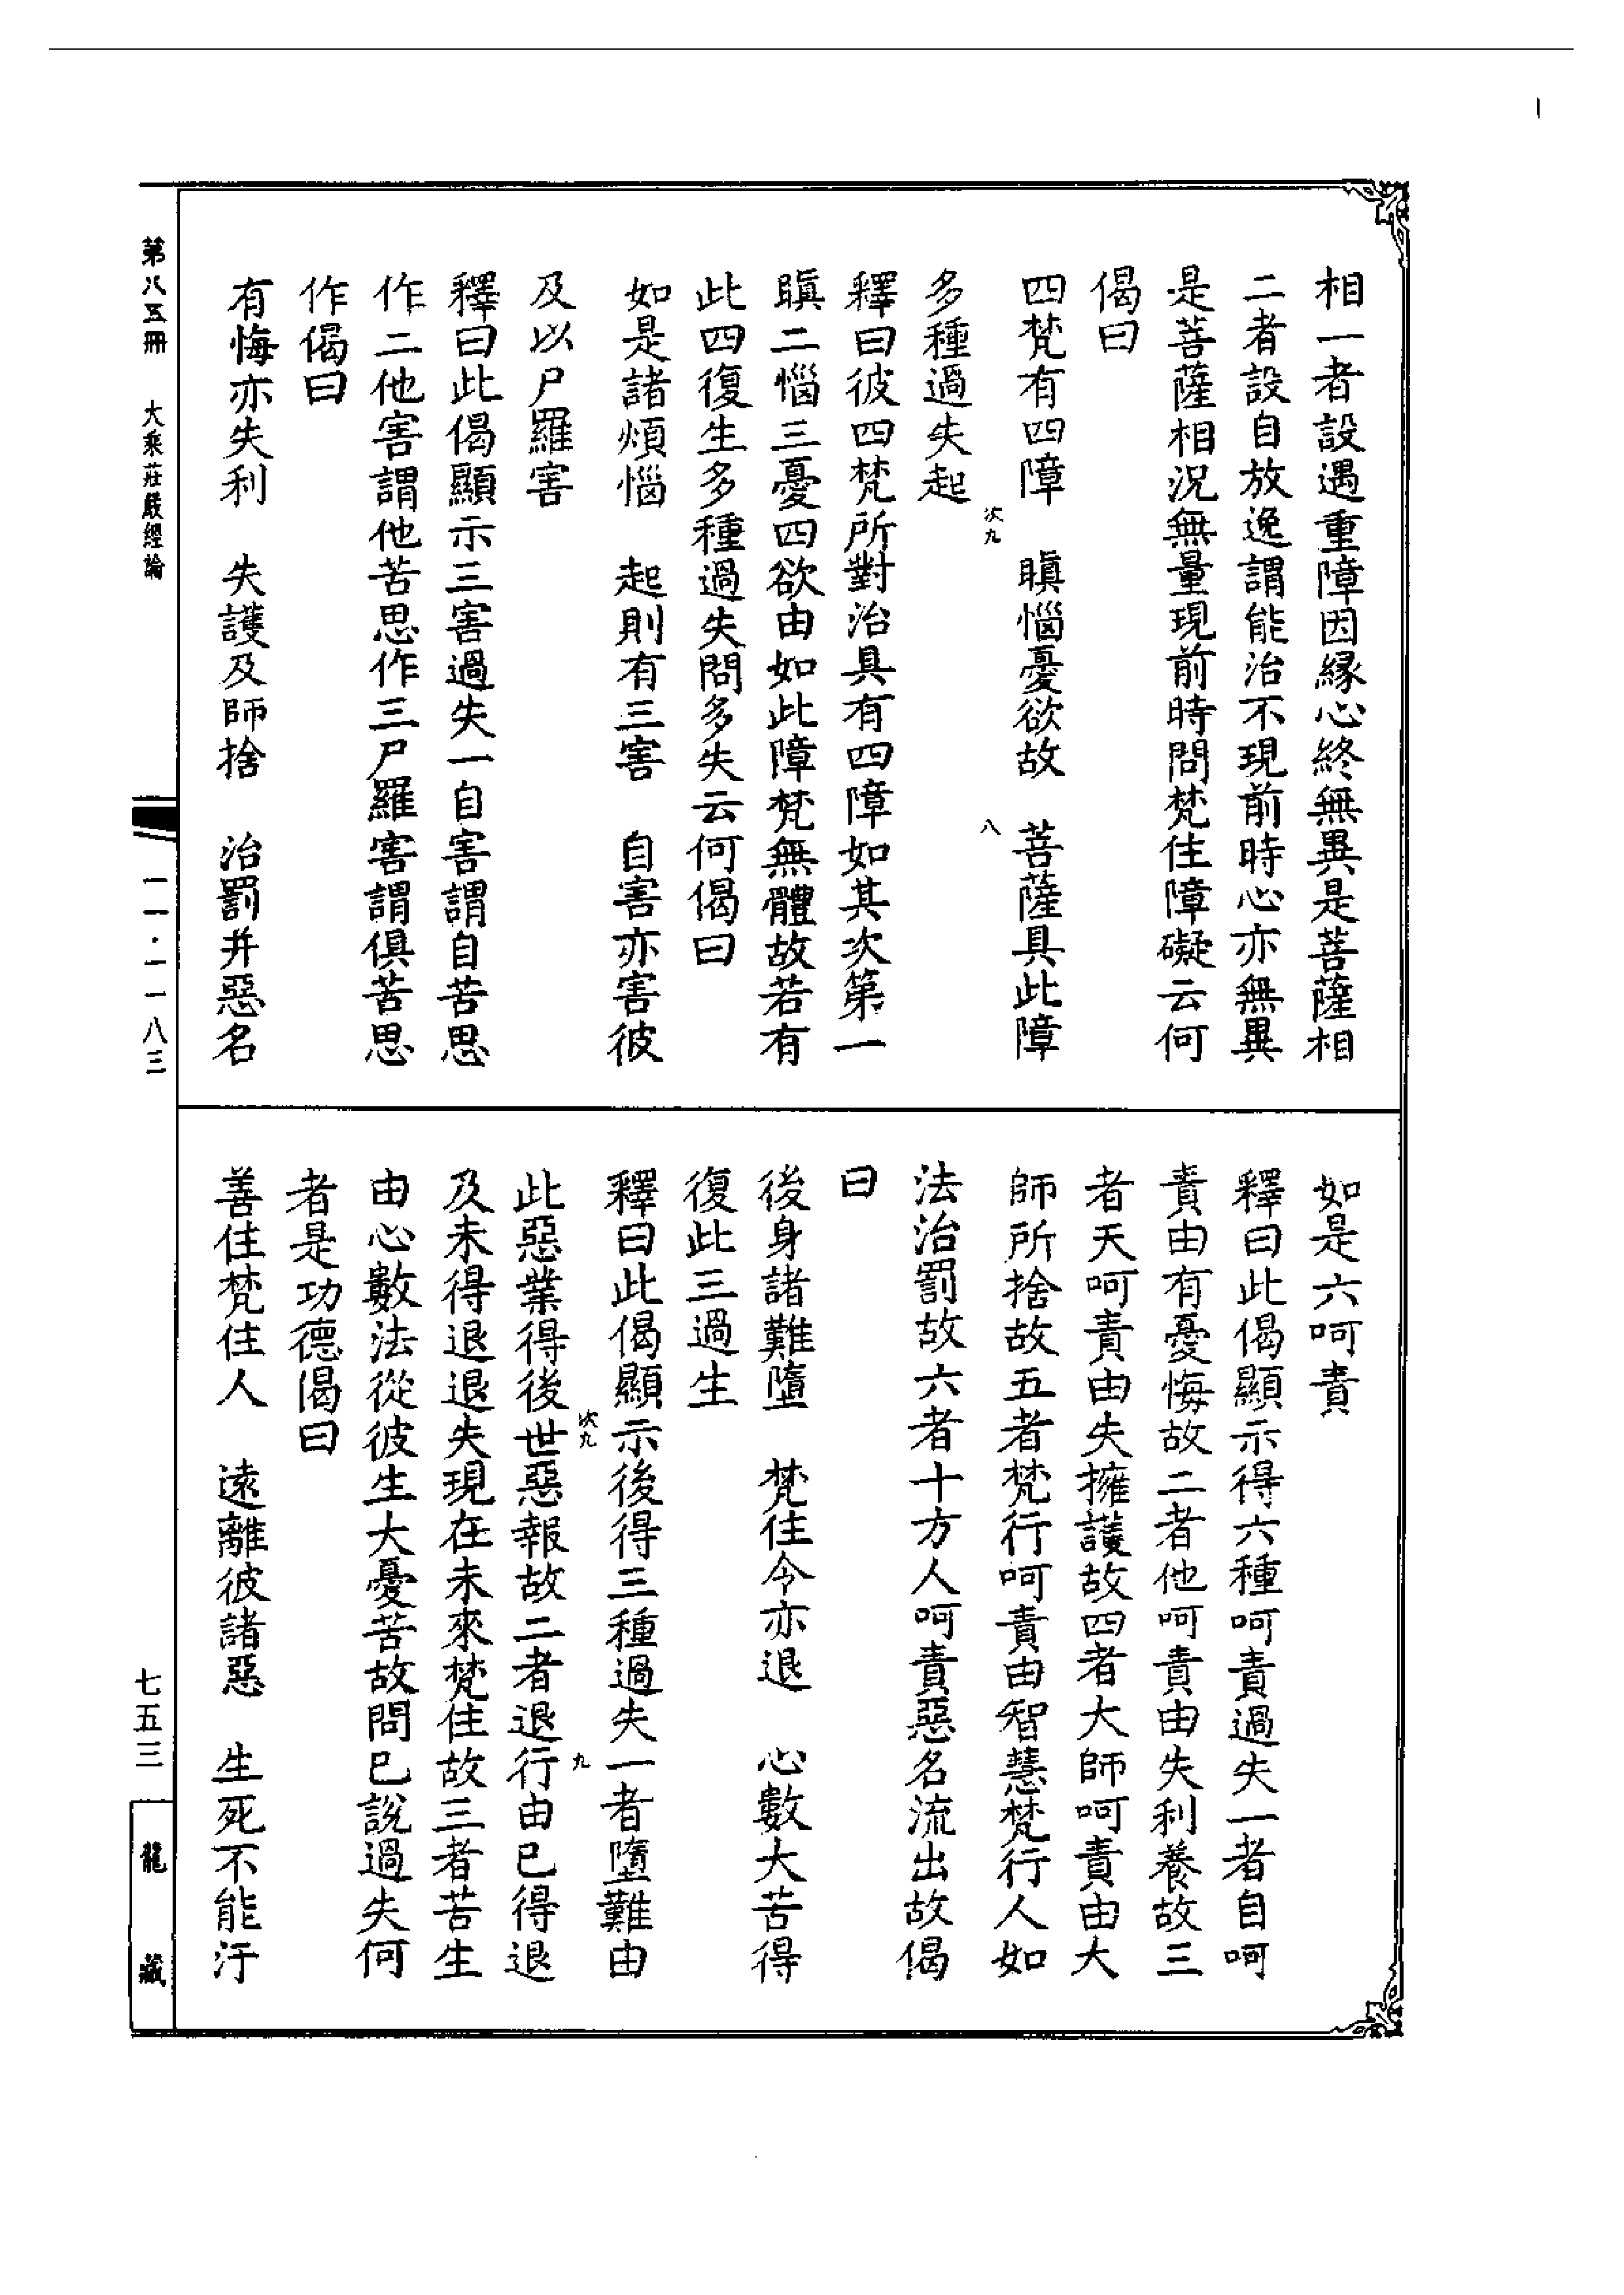 相一者設遇重障因緣心終無異是菩薩相
二者設自放逸謂能治不現前時心亦無異
是菩薩相況無量現前時問梵住障礙云何
偈曰
四梵有四障　瞋惱憂欲故　菩薩具此障
多種過失起
次九
八
釋曰彼四梵所對治具有四障如其次第一
瞋二惱三憂四欲由如此障梵無體故若有
此四復生多種過失問多失云何偈曰
如是諸煩惱　起則有三害　自害亦害彼
及以尸羅害
釋曰此偈顯示三害過失一自害謂自苦思
作二他害謂他苦思作三尸羅害謂俱苦思
作偈曰
有悔亦失利　失護及師捨　治罰并惡名
如是六呵責
釋曰此偈顯示得六種呵責過失一者自呵
責由有憂悔故二者他呵責由失利養故三
者天呵責由失擁護故四者大師呵責由大
師所捨故五者梵行呵責由智慧梵行人如
法治罰故六者十方人呵責惡名流出故偈
曰
後身諸難墮　梵住今亦退　心數大苦得
復此三過生
釋曰此偈顯示後得三種過失一者墮難由
次九
九
此惡業得後世惡報故二者退行由已得退
及未得退退失現在未來梵住故三者苦生
由心數法從彼生大憂苦故問已說過失何
者是功德偈曰
善住梵住人　遠離彼諸惡　生死不能汙
第八五冊　大乘莊嚴經論
一一·一一八三
七五三
龍藏